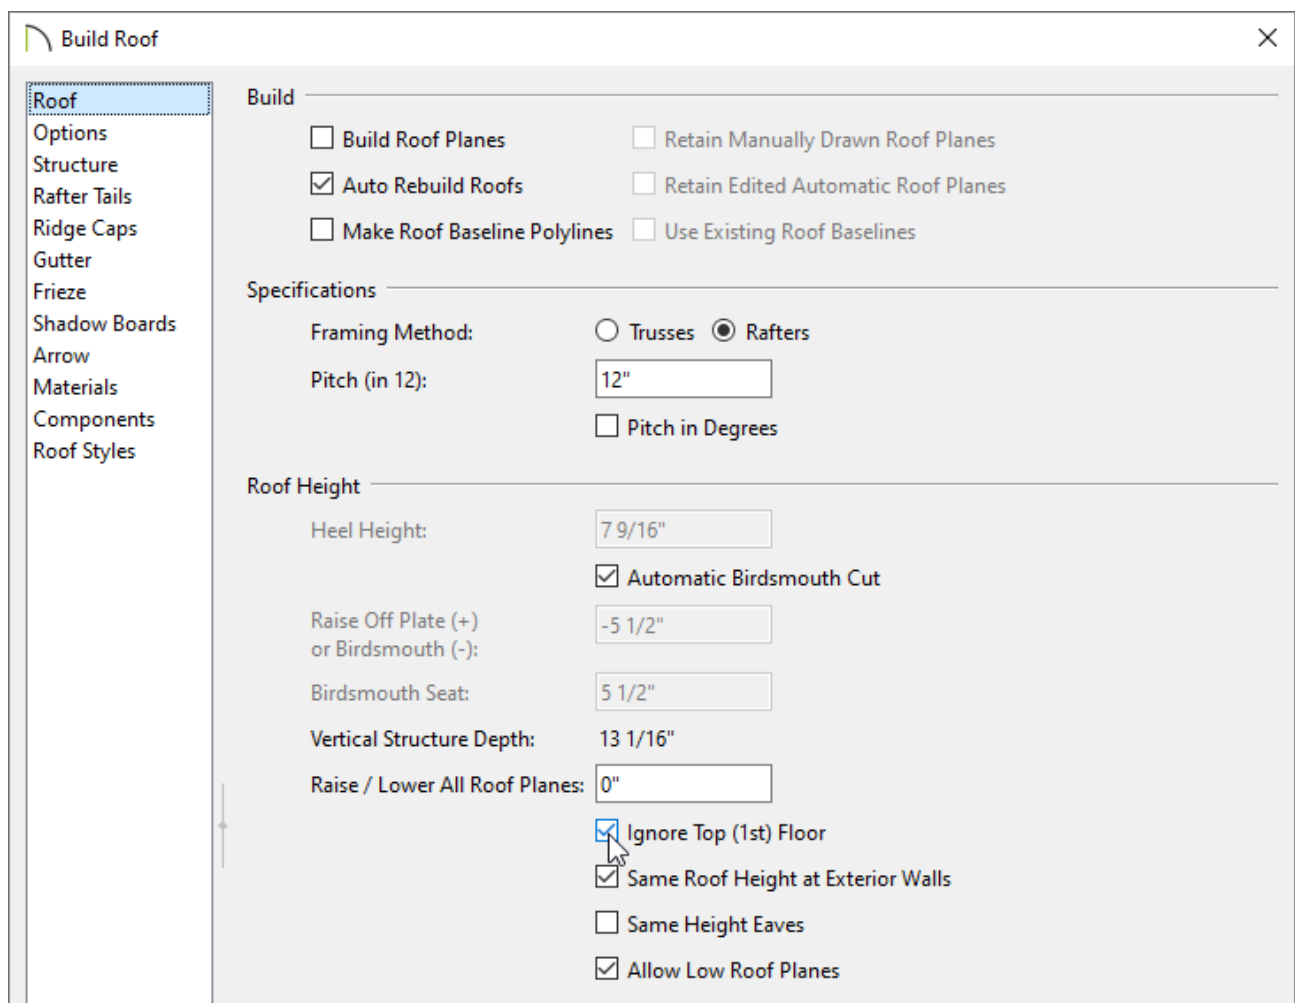 Build Roof
Roof
Options
Structure
Rafter Tails
Ridge Caps
Gutter
Frieze
Shadow Boards
Arrow
Materials
Components
Roof Styles
Build
Build Roof Planes
Retain Manually Drawn Roof Planes
Auto Rebuild Roofs
Retain Edited Automatic Roof Planes
Make Roof Baseline Polylines
Use Existing Roof Baselines
Specifications
Framing Method: Trusses Rafters
Pitch (in 12): 12"
Pitch in Degrees
Roof Height
Heel Height: 7 9/16"
Automatic Birdsmouth Cut
Raise Off Plate (+)
or Birdsmouth (-): -5 1/2"
Birdsmouth Seat: 5 1/2"
Vertical Structure Depth: 13 1/16"
Raise / Lower All Roof Planes: 0"
Ignore Top (1st) Floor
Same Roof Height at Exterior Walls
Same Height Eaves
Allow Low Roof Planes